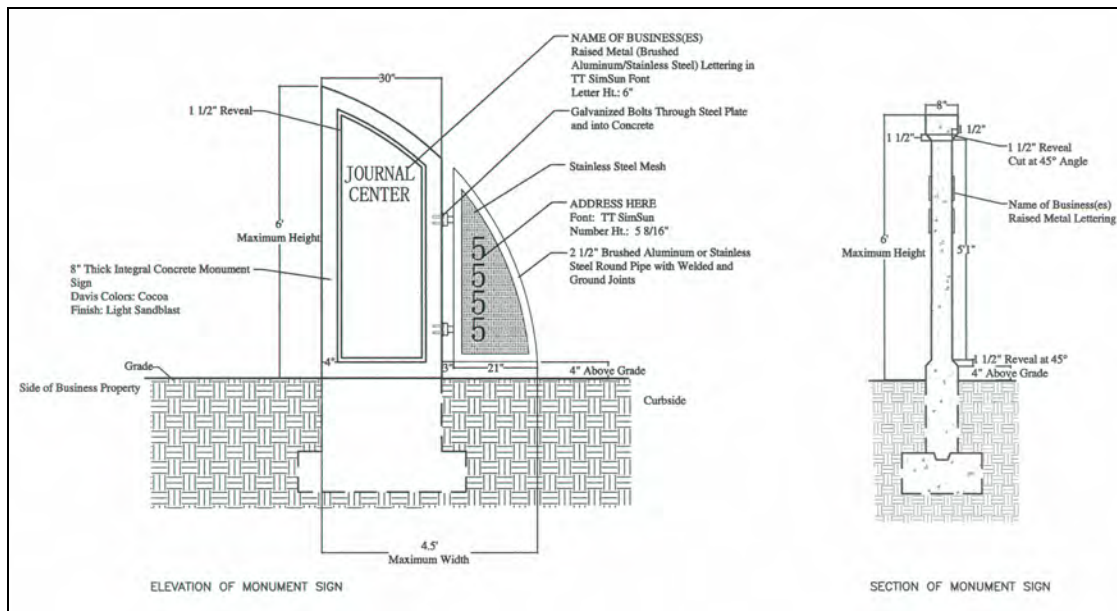 NAME OF BUSINESS(ES)
Raised Metal (Brushed
Aluminum/Stainless Steel) Lettering in
TT SimSun Font
Letter Ht.: 6"
30"
1 1/2" Reveal
Galvanized Bolts Through Steel Plate
and into Concrete
JOURNAL
CENTER
Stainless Steel Mesh
ADDRESS HERE
Font: TT SimSun
Number Ht.: 5 8/16"
6'
Maximum Height
5
5
5
5
2 1/2" Brushed Aluminum or Stainless
Steel Round Pipe with Welded and
Ground Joints
8" Thick Integral Concrete Monument
Sign
Davis Colors: Cocoa
Finish: Light Sandblast
4"
3"
21"
4" Above Grade
Grade
Side of Business Property
Curbside
4.5'
Maximum Width
ELEVATION OF MONUMENT SIGN
8"
1 1/2"
1 1/2"
1 1/2" Reveal
Cut at 45° Angle
Name of Business(es)
Raised Metal Lettering
6'
Maximum Height
5'1"
1 1/2" Reveal at 45°
4" Above Grade
SECTION OF MONUMENT SIGN